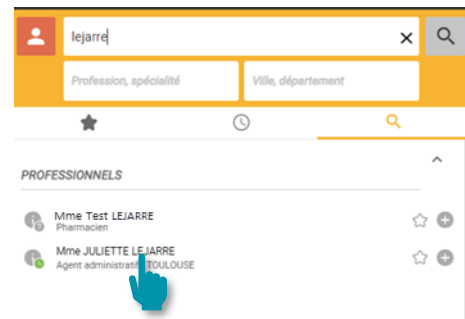 lejarre
Profession, spécialité Ville, département
PROFESSIONNELS
Mme Test LEJARRE
Pharmacien
Mme JULIETTE LEJARRE
Agent administratif TOULOUSE